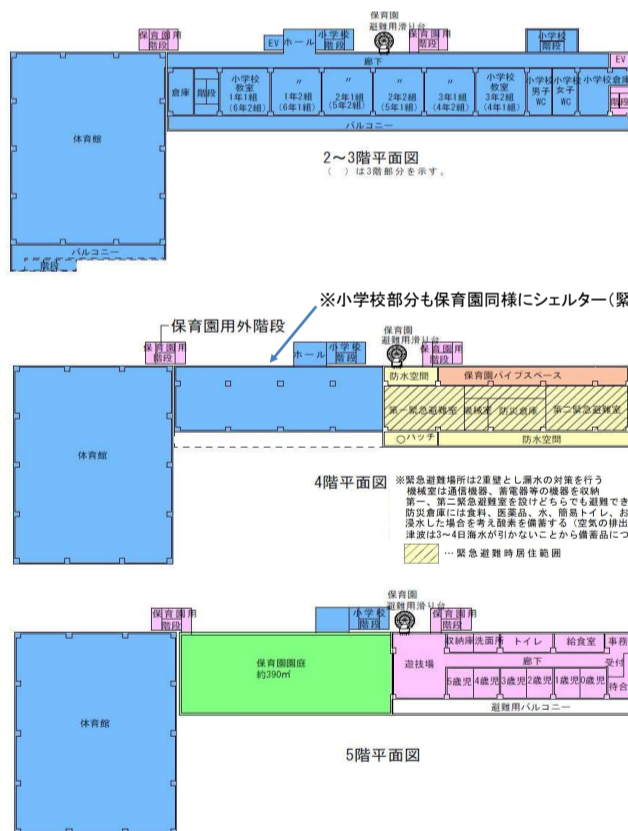 保育園用
階段
EV
ホール
小学校
階段
保育園
避難用滑り台
保育園用
階段
小学校
階段
廊下
EV
倉庫
階段
小学校
教室
1年1組
(6年2組)
〃
1年2組
(6年1組)
〃
2年1組
(5年2組)
〃
2年2組
(5年1組)
〃
3年1組
(4年2組)
小学校
教室
3年2組
(4年1組)
小学校
男子
WC
小学校
女子
WC
小学校倉庫
階段
バルコニー
体育館
バルコニー
階段
2～3階平面図
( )は3階部分を示す。
※小学校部分も保育園同様にシェルター(緊
保育園用外階段
保育園用
階段
ホール
小学校
階段
保育園
避難用滑り台
保育園用
階段
防水空間
保育園パイプスペース
第一緊急避難室
機械室
防災倉庫
第二緊急避難室
○ハッチ
防水空間
体育館
4階平面図
※緊急避難場所は2重壁とし漏水の対策を行う
機械室は通信機器、蓄電器等の機器を収納
第一、第二緊急避難室を設けどちらでも避難でき
防災倉庫には食料、医薬品、水、簡易トイレ、お
浸水した場合を考え酸素を備蓄する(空気の排出
津波は3～4日海水が引かないことから備蓄品につ
…緊急避難時居住範囲
保育園用
階段
小学校
階段
保育園
避難用滑り台
保育園用
階段
体育館
保育園園庭
約390㎡
遊技場
収納庫
洗面所
トイレ
給食室
事務
廊下
受付
5歳児
4歳児
3歳児
2歳児
1歳児
0歳児
待合
避難用バルコニー
5階平面図